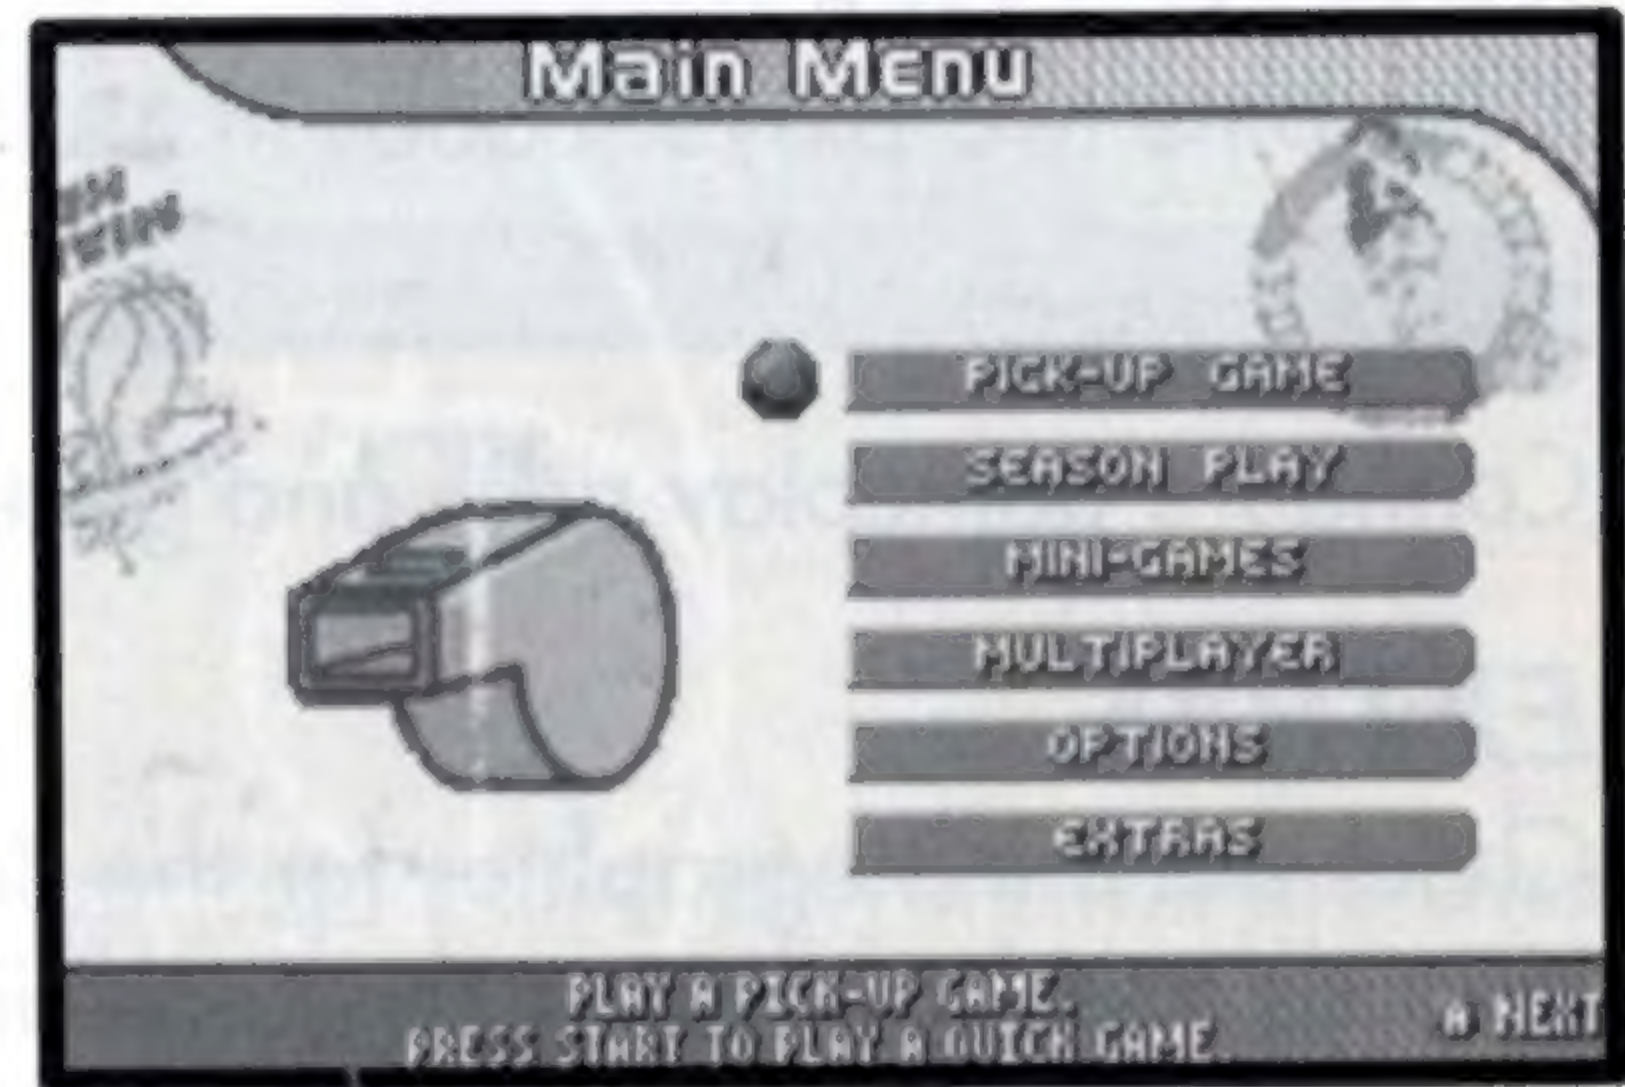 Main Menu
PICK-UP GAME
SEASON PLAY
MINI-GAMES
MULTIPLAYER
OPTIONS
EXTRAS
PLAY A PICK-UP GAME.
PRESS START TO PLAY A QUICK GAME.
A NEXT